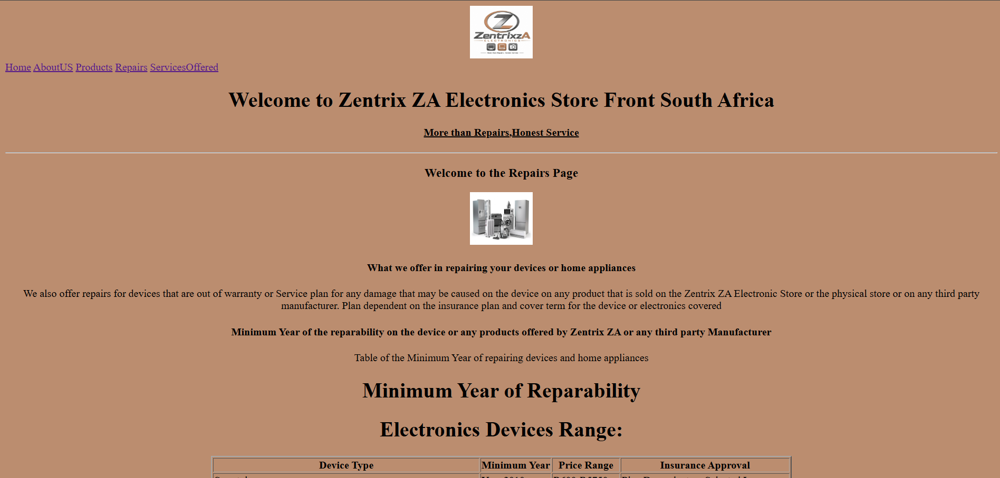 Z
ZentrixzA
ELECTRONICS
More than Repairs, Honest Service
Home AboutUS Products Repairs ServicesOffered
Welcome to Zentrix ZA Electronics Store Front South Africa
More than Repairs,Honest Service
Welcome to the Repairs Page
What we offer in repairing your devices or home appliances
We also offer repairs for devices that are out of warranty or Service plan for any damage that may be caused on the device on any product that is sold on the Zentrix ZA Electronic Store or the physical store or on any third party
manufacturer. Plan dependent on the insurance plan and cover term for the device or electronics covered
Minimum Year of the reparability on the device or any products offered by Zentrix ZA or any third party Manufacturer
Table of the Minimum Year of repairing devices and home appliances
Minimum Year of Reparability
Electronics Devices Range:
Device Type Minimum Year Price Range Insurance Approval